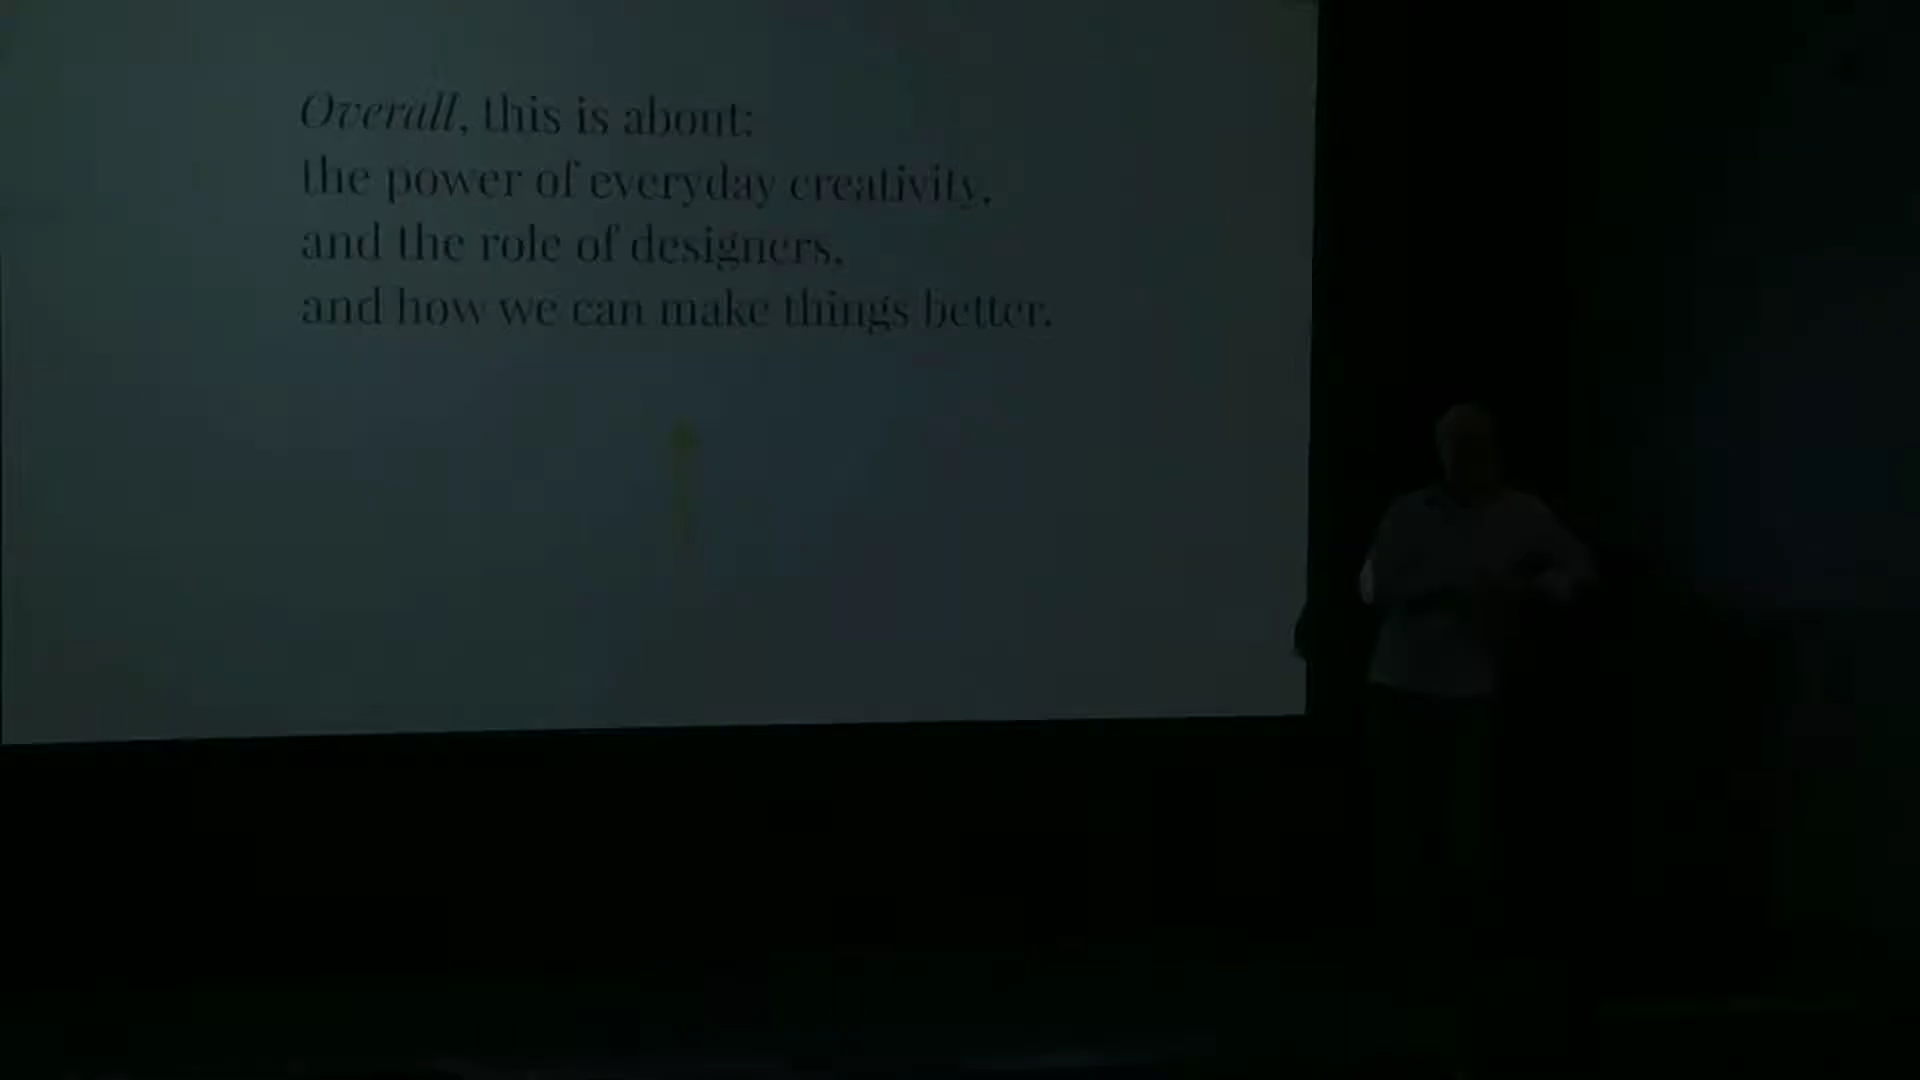 Overall, this is about:
the power of everyday creativity,
and the role of designers,
and how we can make things better.